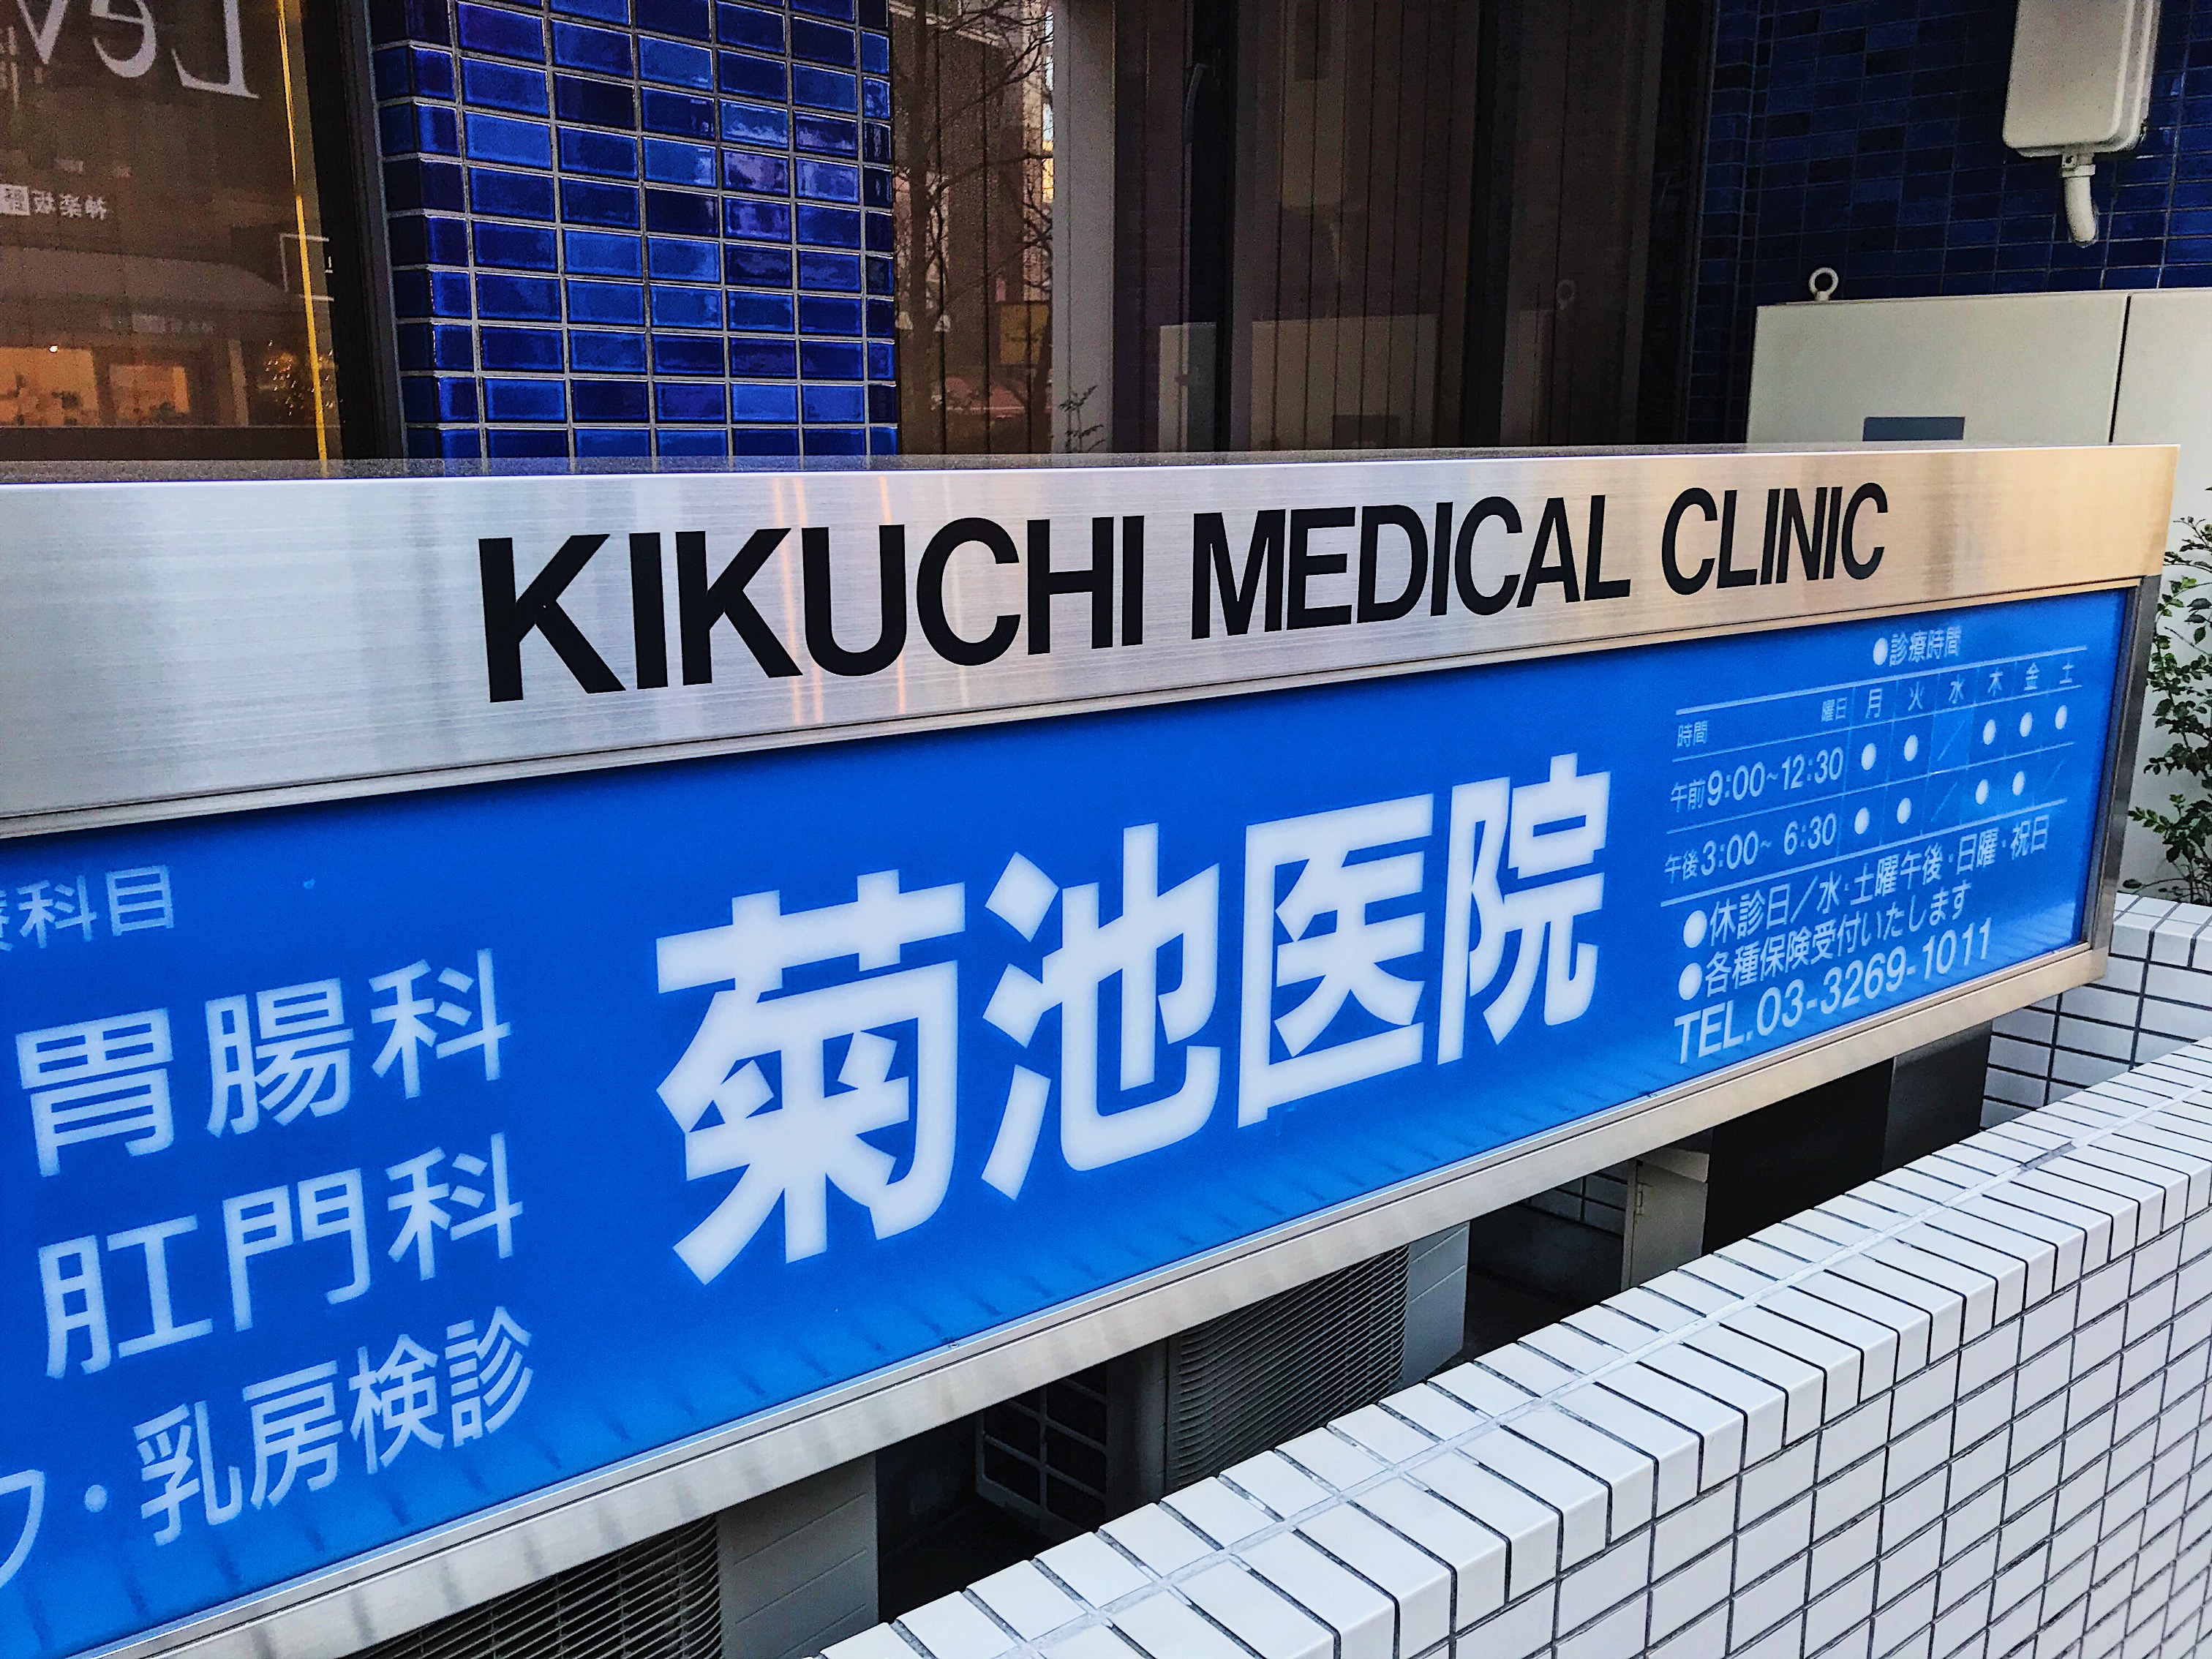 KIKUCHI MEDICAL CLINIC
科目
胃腸科
肛門科
・乳房検診
菊池医院
●診療時間
時間 曜日 月 火 水 木 金 土
午前9:00~12:30 ● ● ／ ● ● ●
午後3:00~ 6:30 ● ● ／ ● ● ／
●休診日／水・土曜午後・日曜・祝日
●各種保険受付いたします
TEL.03-3269-1011